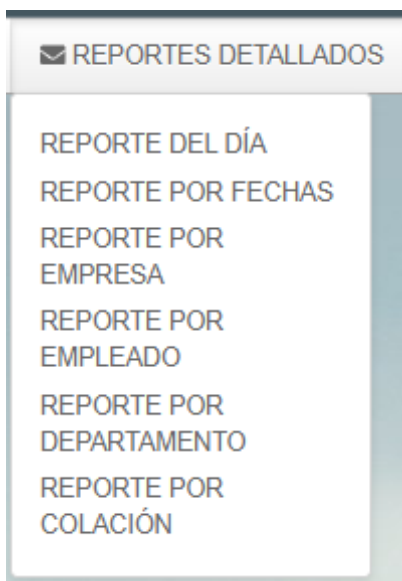 REPORTES DETALLADOS
REPORTE DEL DÍA
REPORTE POR FECHAS
REPORTE POR
EMPRESA
REPORTE POR
EMPLEADO
REPORTE POR
DEPARTAMENTO
REPORTE POR
COLACIÓN